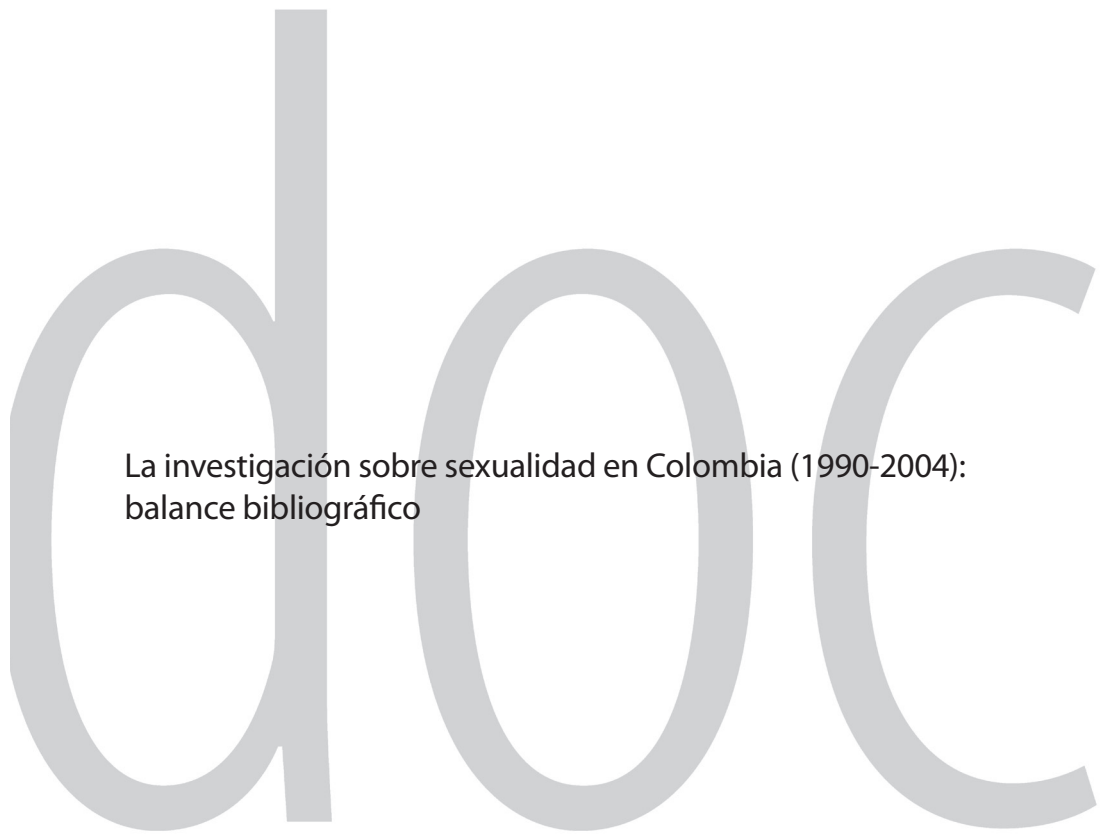 doc
La investigación sobre sexualidad en Colombia (1990-2004):
balance bibliográfico